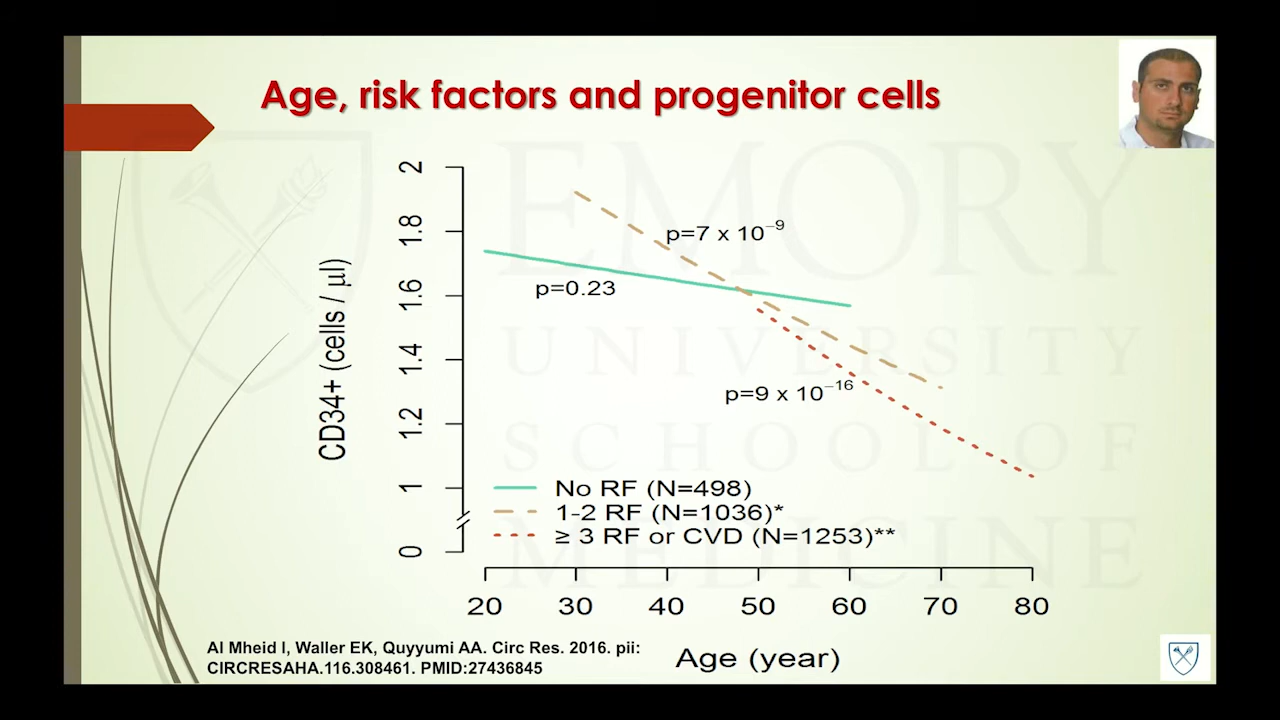 Age, risk factors and progenitor cells
EMORY
UNIVERSITY
SCHOOL OF
MEDICINE
CD34+ (cells / μl)
2
1.8
1.6
1.4
1.2
1
0
p=7 x 10⁻⁹
p=0.23
p=9 x 10⁻¹⁶
No RF (N=498)
1-2 RF (N=1036)*
≥ 3 RF or CVD (N=1253)**
20 30 40 50 60 70 80
Age (year)
Al Mheid I, Waller EK, Quyyumi AA. Circ Res. 2016. pii:
CIRCRESAHA.116.308461. PMID:27436845